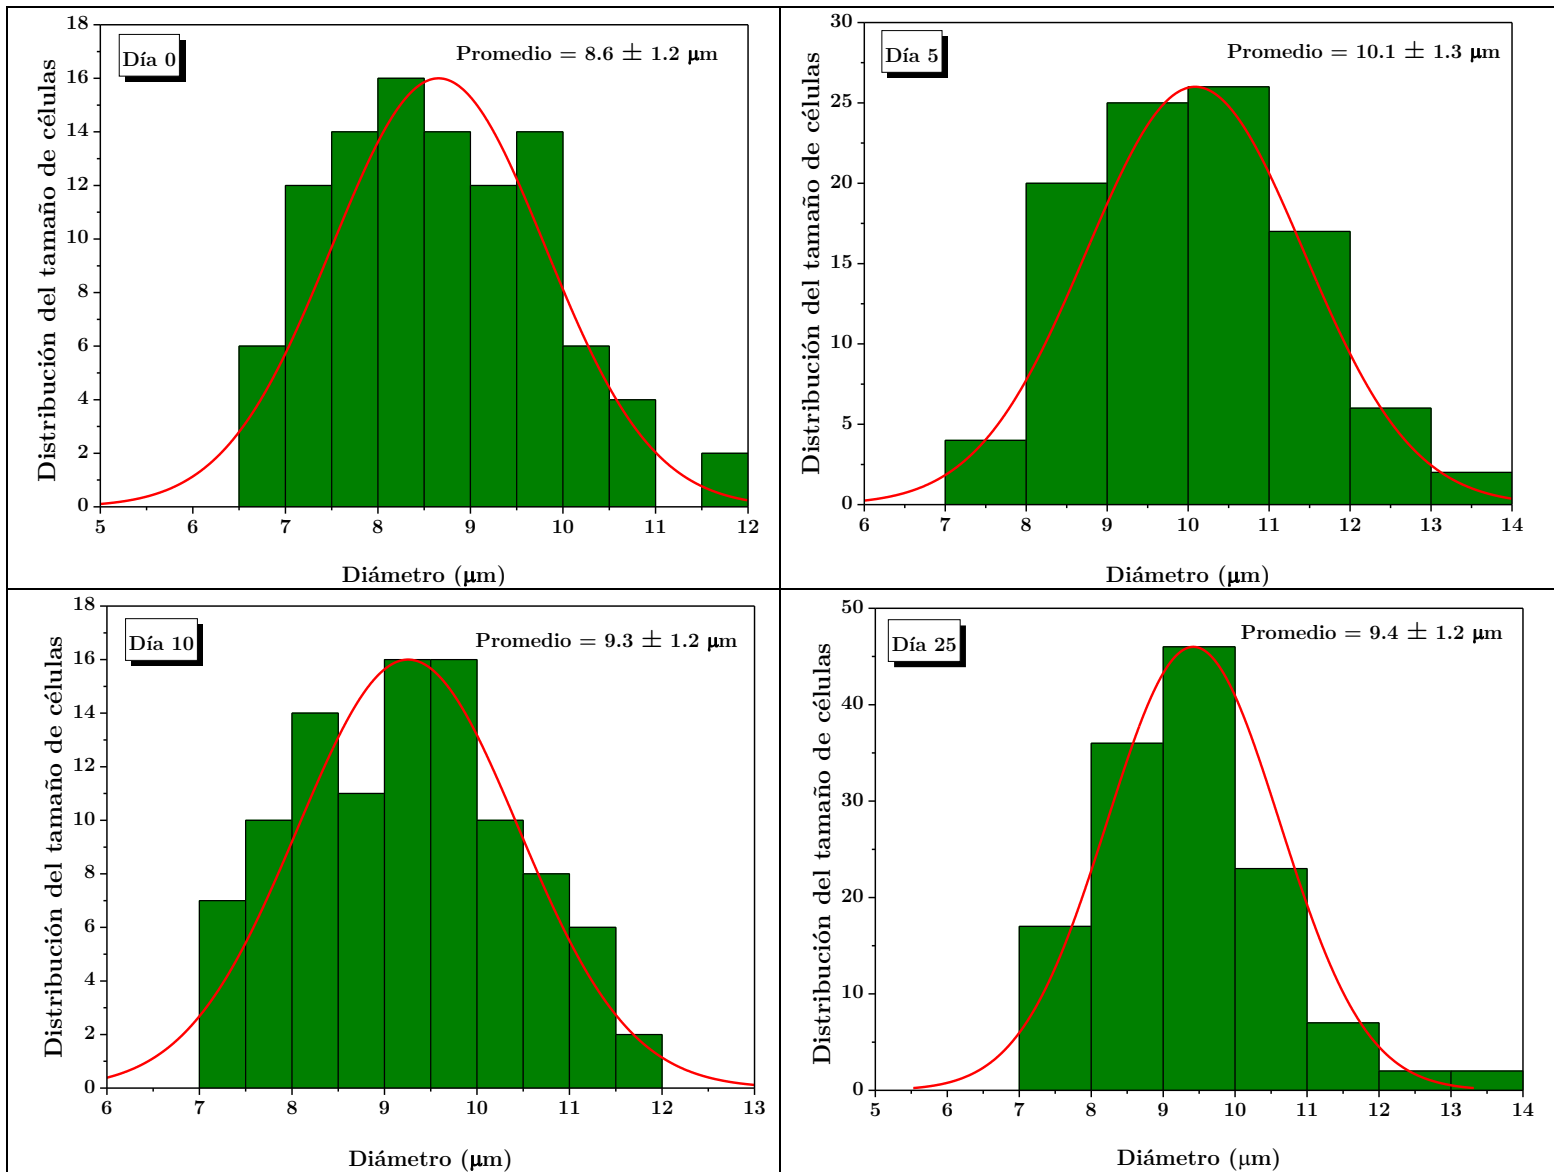 Día 0
Promedio = 8.6 ± 1.2 μm
Distribución del tamaño de células
18
16
14
12
10
8
6
4
2
0
5 6 7 8 9 10 11 12
Diámetro (μm)
Día 5
Promedio = 10.1 ± 1.3 μm
Distribución del tamaño de células
30
25
20
15
10
5
0
6 7 8 9 10 11 12 13 14
Diámetro (μm)
Día 10
Promedio = 9.3 ± 1.2 μm
Distribución del tamaño de células
18
16
14
12
10
8
6
4
2
0
6 7 8 9 10 11 12 13
Diámetro (μm)
Día 25
Promedio = 9.4 ± 1.2 μm
Distribución del tamaño de células
50
40
30
20
10
0
5 6 7 8 9 10 11 12 13 14
Diámetro (μm)